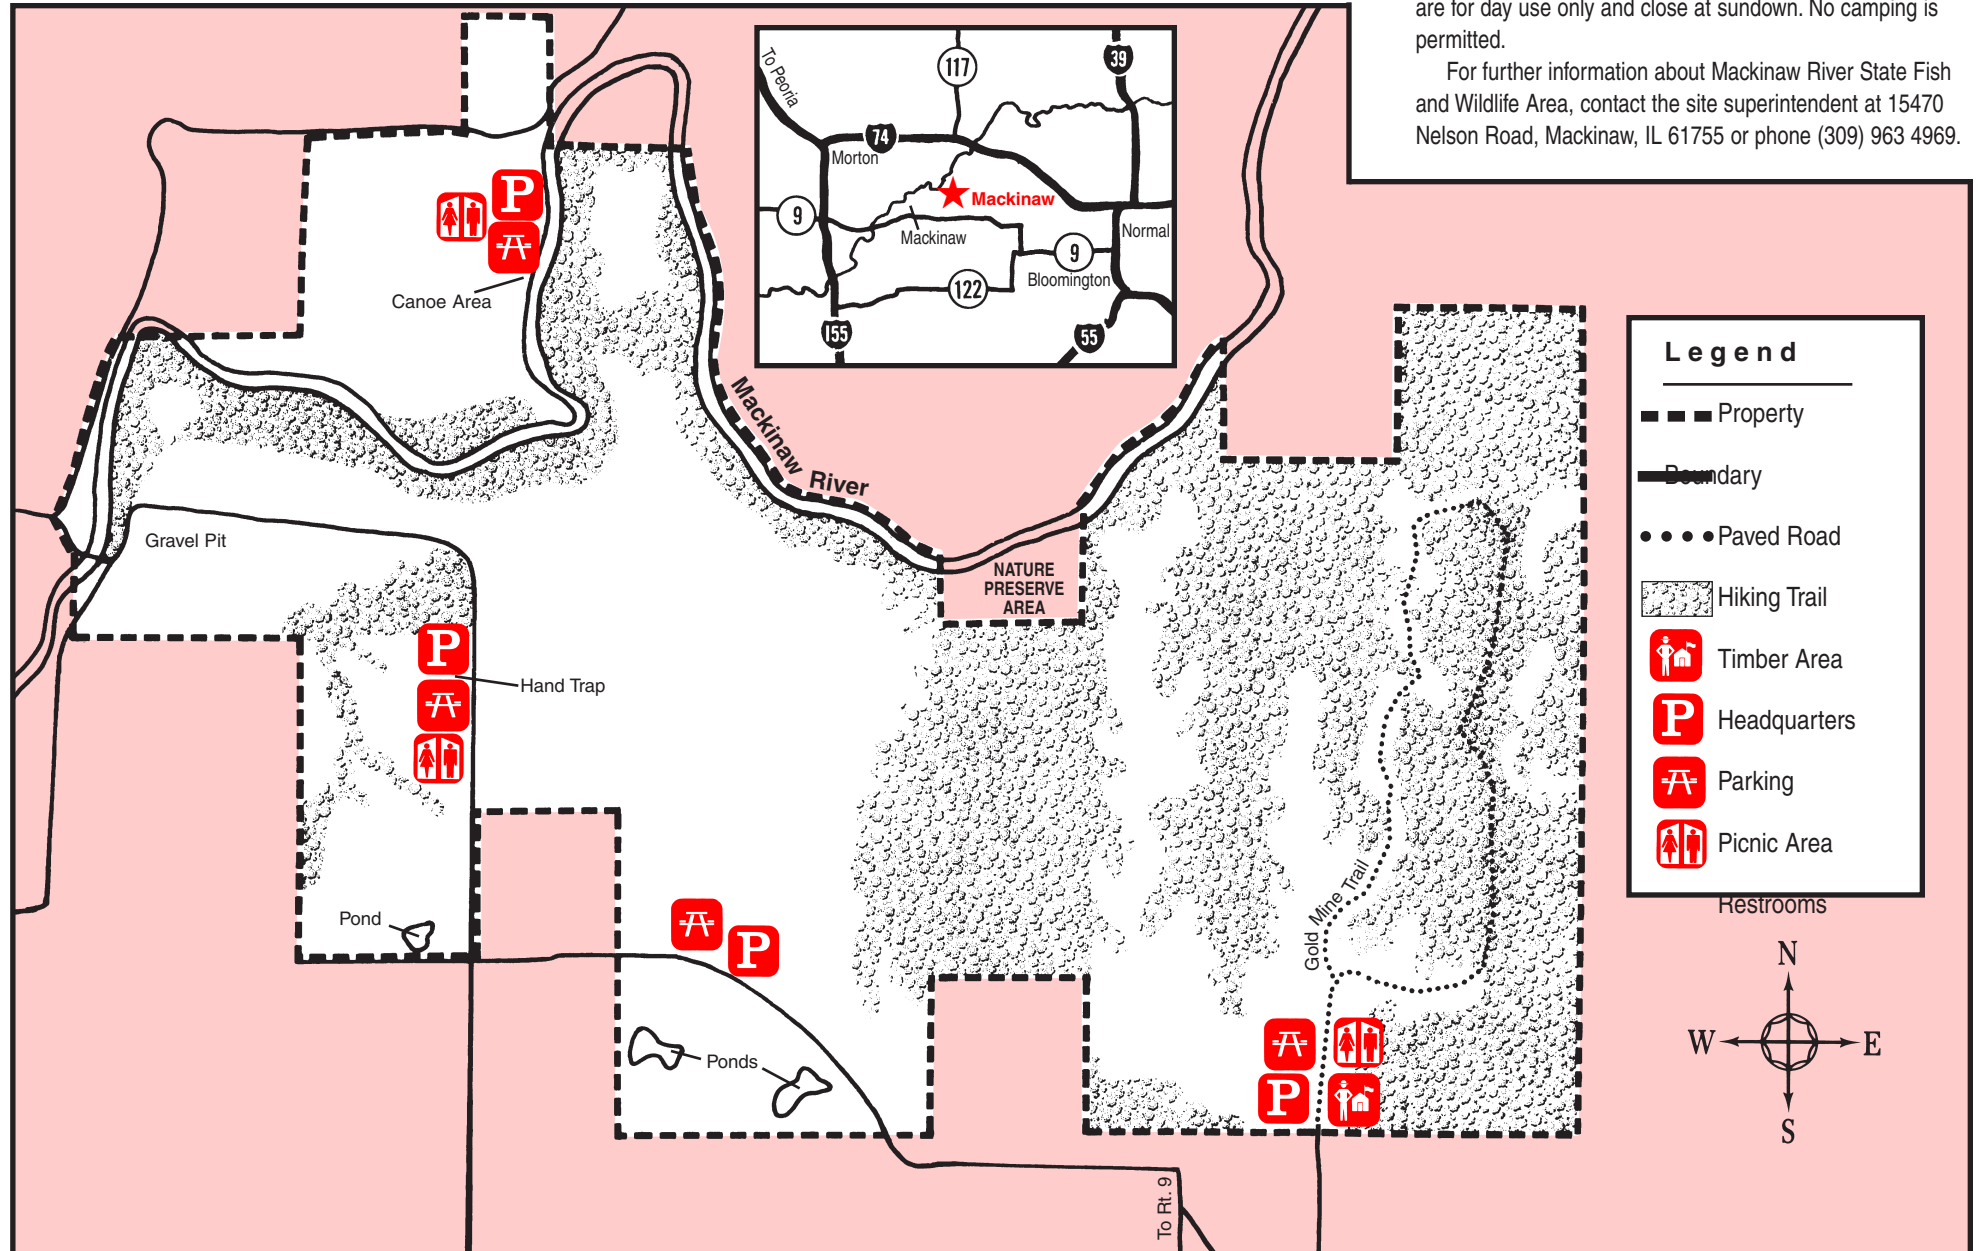 are for day use only and close at sundown. No camping is
permitted.
For further information about Mackinaw River State Fish
and Wildlife Area, contact the site superintendent at 15470
Nelson Road, Mackinaw, IL 61755 or phone (309) 963 4969.
To Peoria
117
39
74
Morton
9
Mackinaw
Mackinaw
Normal
9
Bloomington
122
155
55
P
Canoe Area
Mackinaw River
Gravel Pit
NATURE
PRESERVE
AREA
P
Hand Trap
Pond
P
Ponds
Gold Mine Trail
P
To Rt. 9
Legend
Property
Boundary
Paved Road
Hiking Trail
Timber Area
P
Headquarters
Parking
Picnic Area
Restrooms
N
W
E
S